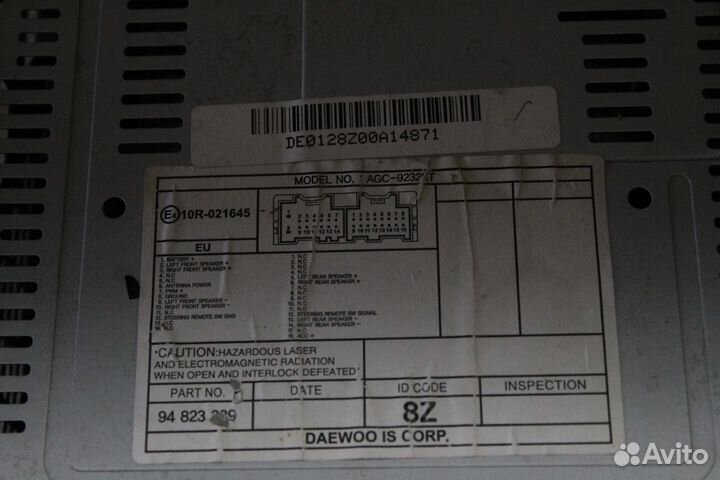 DE0128Z00A14871
MODEL NO. : AGC-9232
E4 10R-021645
EU
1. BATTERY +
2. LEFT FRONT SPEAKER +
3. RIGHT FRONT SPEAKER +
4. N.C
5. N.C
6. ANTENNA POWER
7. PWM +
8. GROUND
9. LEFT FRONT SPEAKER -
10. RIGHT FRONT SPEAKER -
11. N.C
12. STEERING REMOTE SW GND
14. N.C
1. N.C
2. N.C
3. N.C
4. N.C
5. LEFT REAR SPEAKER +
6. RIGHT REAR SPEAKER +
7. N.C
8. N.C
9. N.C
10. N.C
11. N.C
12. STEERING REMOTE SW SIGNAL
13. LEFT REAR SPEAKER -
14. RIGHT REAR SPEAKER -
15. N.C
16. ACC +
*CAUTION:HAZARDOUS LASER
AND ELECTROMAGNETIC RADIATION
WHEN OPEN AND INTERLOCK DEFEATED*
PART NO. DATE ID CODE INSPECTION
94 823 8Z
DAEWOO IS CORP.
Avito